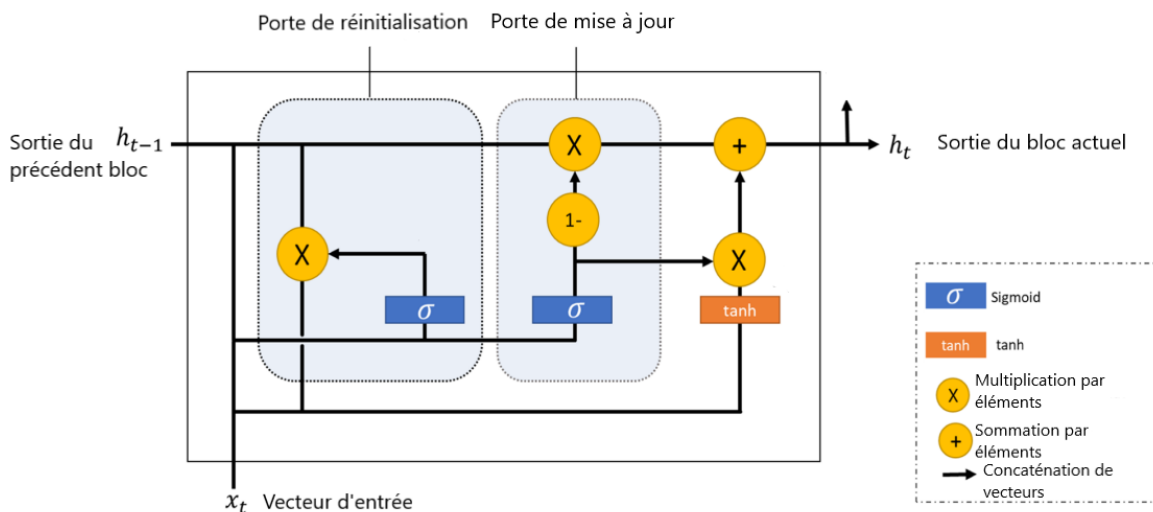 Porte de réinitialisation
Porte de mise à jour
Sortie du
précédent bloc
h_{t-1}
X
+
h_t
Sortie du bloc actuel
1-
X
X
σ
σ
tanh
σ Sigmoid
tanh tanh
X Multiplication par
éléments
+ Sommation par
éléments
Concaténation de
vecteurs
x_t Vecteur d'entrée